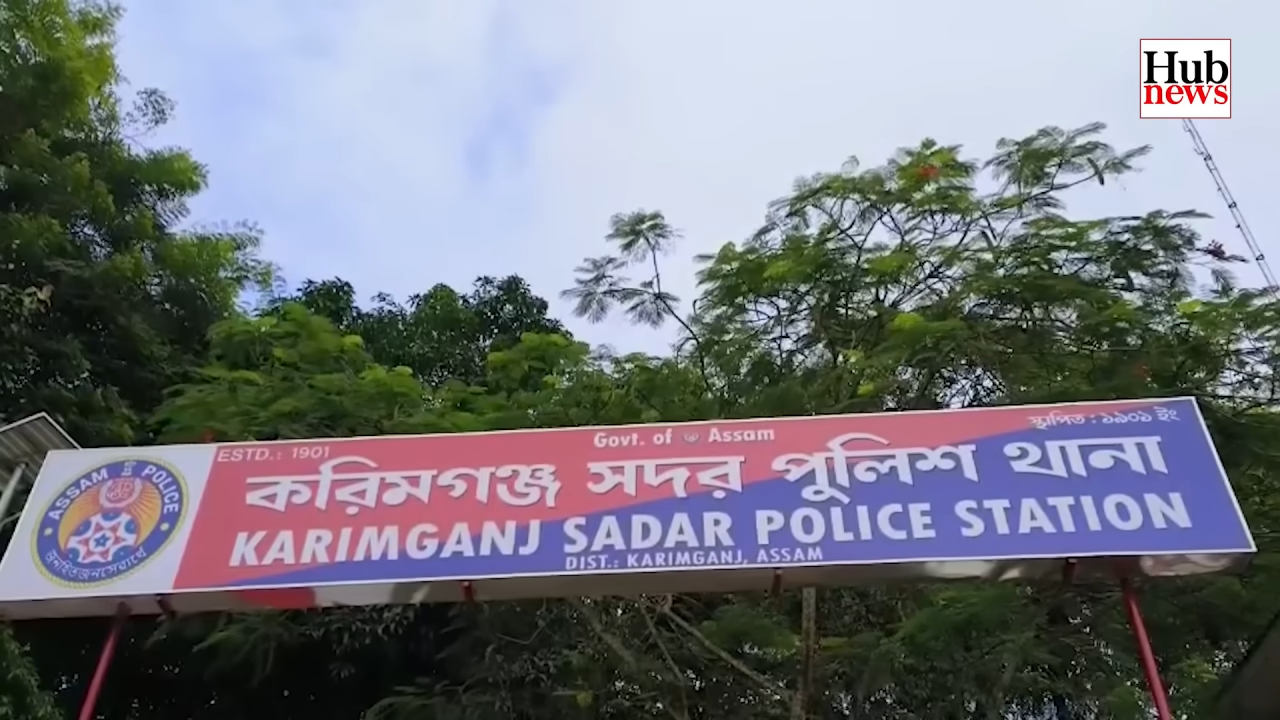 Hub
news
Govt. of Assam
স্থাপিত : ১৯০১ ইং
ESTD.: 1901
করিমগঞ্জ সদর পুলিশ থানা
KARIMGANJ SADAR POLICE STATION
DIST.: KARIMGANJ, ASSAM
ASSAM POLICE